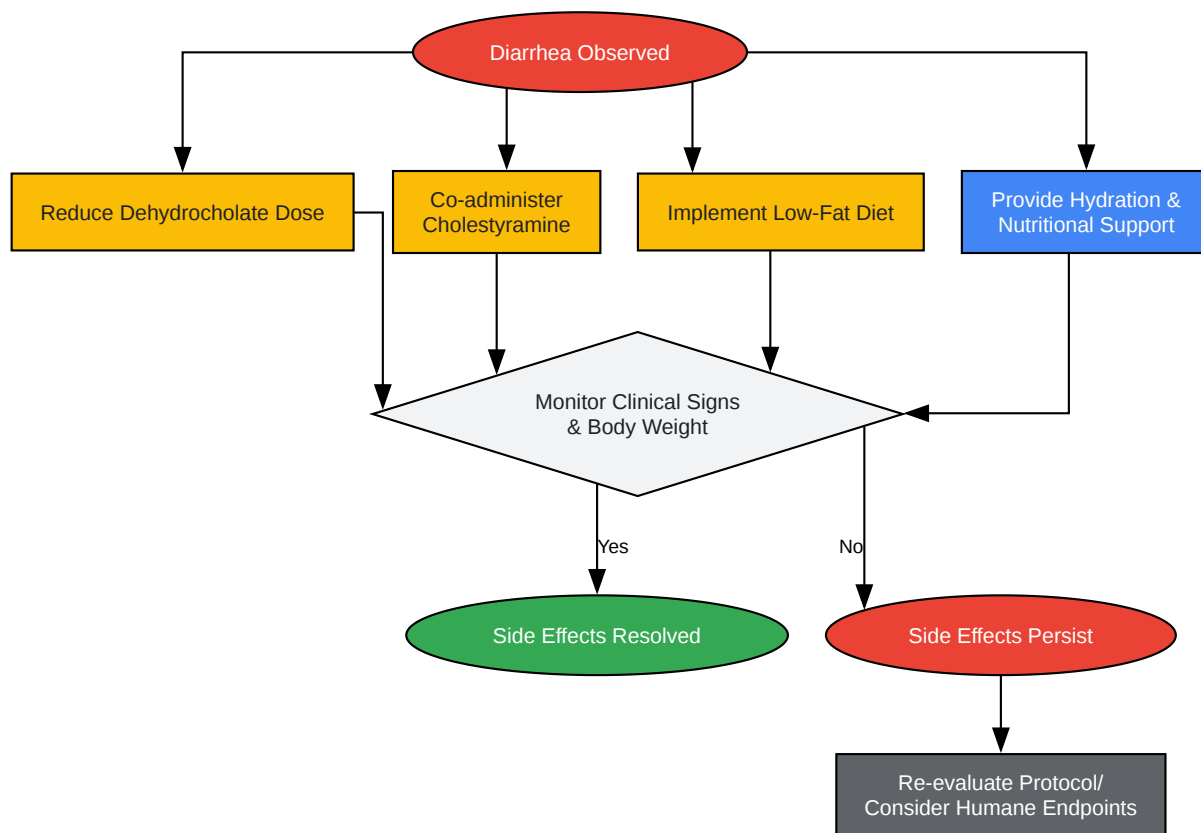 Diarrhea Observed
Reduce Dehydrocholate Dose
Co-administer
Cholestyramine
Implement Low-Fat Diet
Provide Hydration &
Nutritional Support
Monitor Clinical Signs
& Body Weight
Yes
No
Side Effects Resolved
Side Effects Persist
Re-evaluate Protocol/
Consider Humane Endpoints